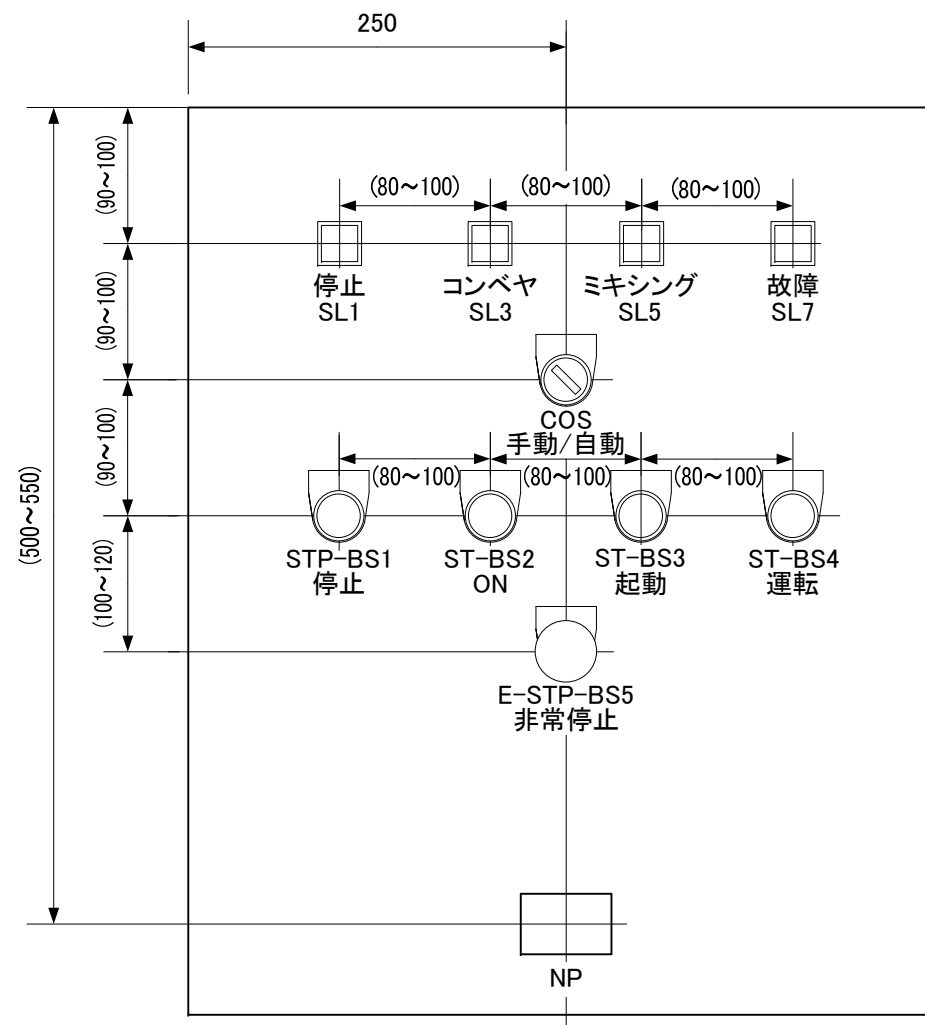 250
(90～100)
(80～100)
(80～100)
(80～100)
停止
SL1
コンベヤ
SL3
ミキシング
SL5
故障
SL7
(90～100)
COS
手動/自動
(90～100)
(80～100)
(80～100)
(80～100)
(500～550)
STP-BS1
停止
ST-BS2
ON
ST-BS3
起動
ST-BS4
運転
(100～120)
E-STP-BS5
非常停止
NP